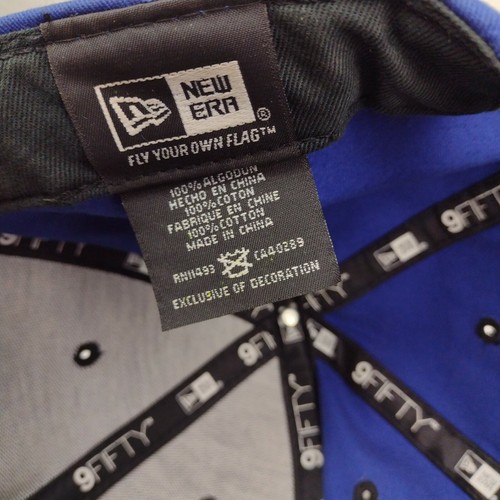 NEW
ERA
®
FLY YOUR OWN FLAG™
100% ALGODON
HECHO EN CHINA
100% COTON
FABRIQUE EN CHINE
100% COTTON
MADE IN CHINA
RN11493 CA40289
EXCLUSIVE OF DECORATION
9FIFTY
9FIFTY
9FIFTY
9FIFTY
9FIFTY